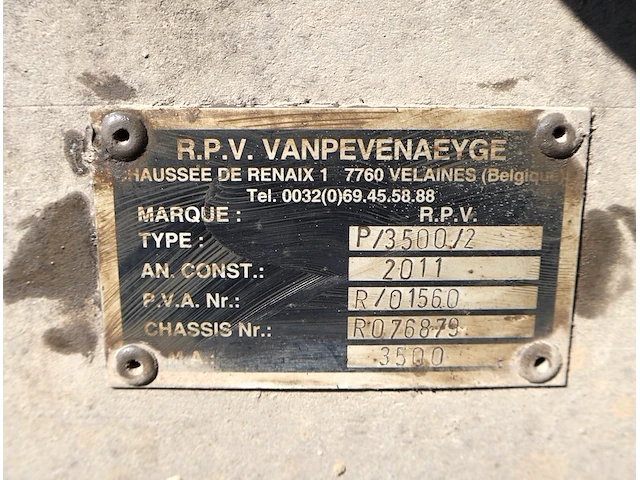 R.P.V. VANPEVENAEYGE
HAUSSEE DE RENAIX 1 7760 VELAINES (Belgique)
Tel. 0032(0)69.45.58.88
MARQUE : R.P.V.
TYPE : P/3500/2
AN. CONST.: 2011
P.V.A. Nr.: R/01560
CHASSIS Nr.: R076879
M.A.: 3500